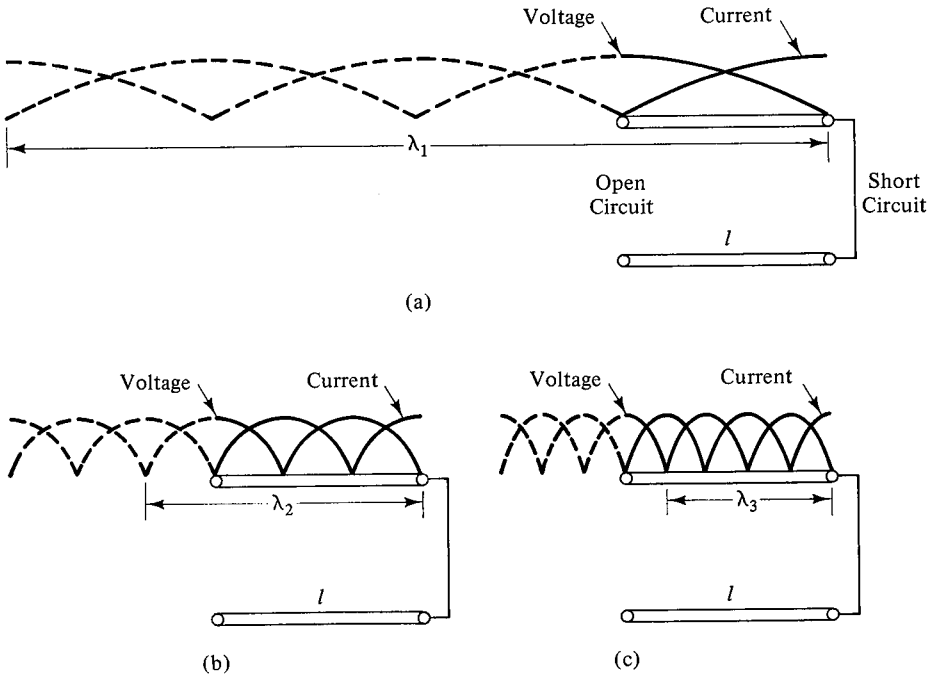 Voltage
Current
λ₁
Open
Circuit
Short
Circuit
l
(a)
Voltage
Current
λ₂
l
(b)
Voltage
Current
λ₃
l
(c)